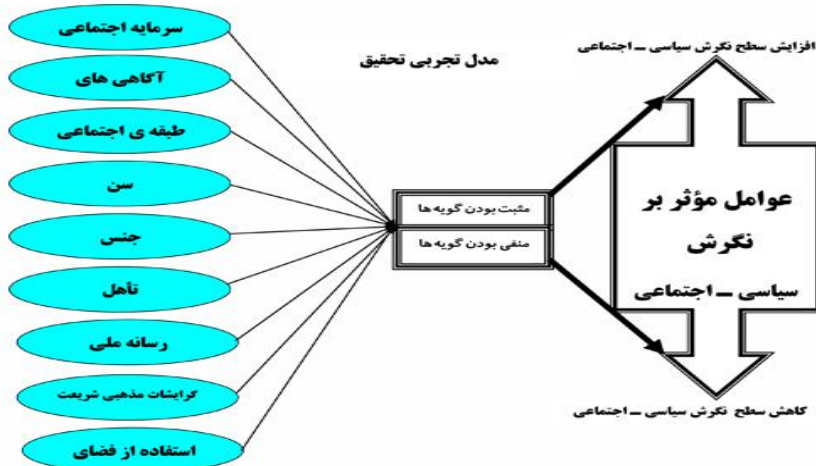 مدل تجربی تحقیق
سرمایه اجتماعی
آگاهی های
طبقه ی اجتماعی
سن
جنس
تأهل
رسانه ملی
گرایشات مذهبی شریعت
استفاده از فضای
مثبت بودن گویه ها
منفی بودن گویه ها
افزایش سطح نگرش سیاسی – اجتماعی
عوامل مؤثر بر
نگرش
سیاسی – اجتماعی
کاهش سطح نگرش سیاسی – اجتماعی